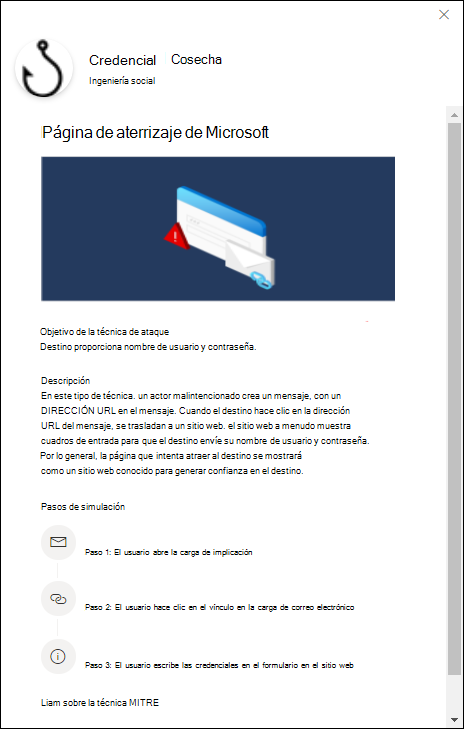 Credencial Cosecha
Ingeniería social
Página de aterrizaje de Microsoft
Objetivo de la técnica de ataque
Destino proporciona nombre de usuario y contraseña.
Descripción
En este tipo de técnica. un actor malintencionado crea un mensaje, con un
DIRECCIÓN URL en el mensaje. Cuando el destino hace clic en la dirección
URL del mensaje, se trasladan a un sitio web. el sitio web a menudo muestra
cuadros de entrada para que el destino envíe su nombre de usuario y contraseña.
Por lo general, la página que intenta atraer al destino se mostrará
como un sitio web conocido para generar confianza en el destino.
Pasos de simulación
Paso 1: El usuario abre la carga de implicación
Paso 2: El usuario hace clic en el vínculo en la carga de correo electrónico
Paso 3: El usuario escribe las credenciales en el formulario en el sitio web
Liam sobre la técnica MITRE